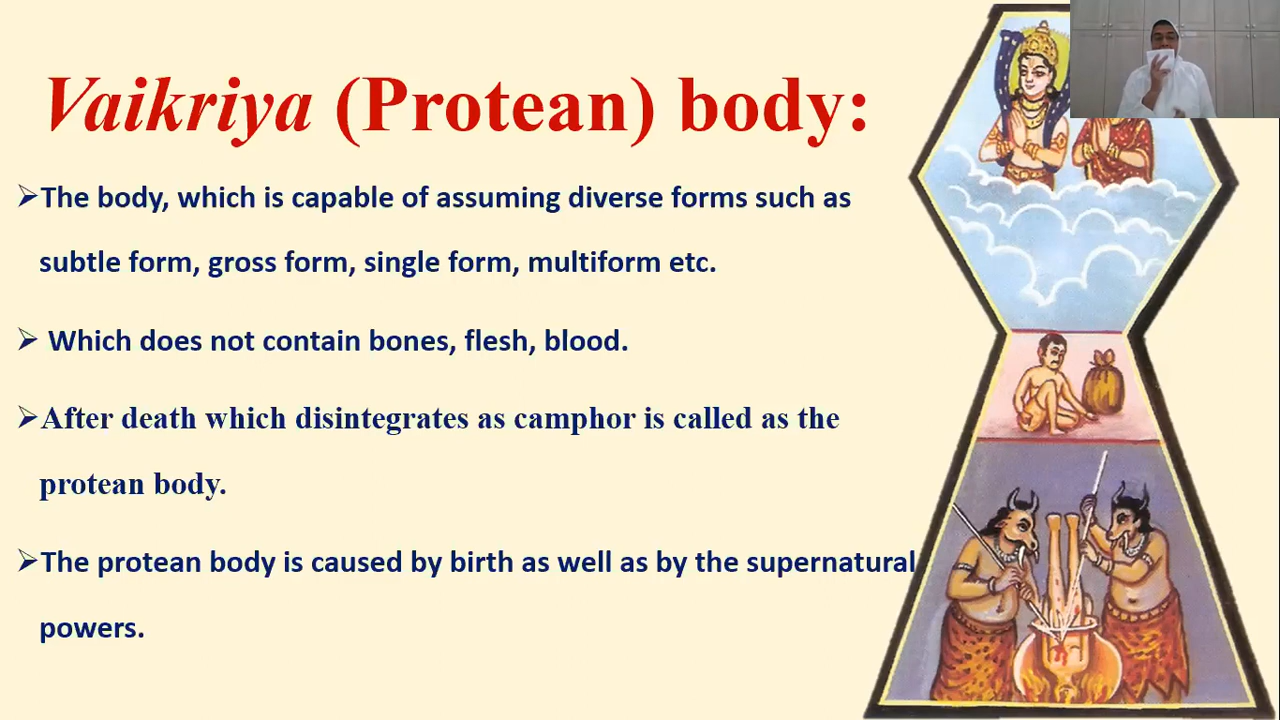 Vaikriya (Protean) body:
➢The body, which is capable of assuming diverse forms such as
subtle form, gross form, single form, multiform etc.
➢ Which does not contain bones, flesh, blood.
➢After death which disintegrates as camphor is called as the
protean body.
➢The protean body is caused by birth as well as by the supernatural
powers.